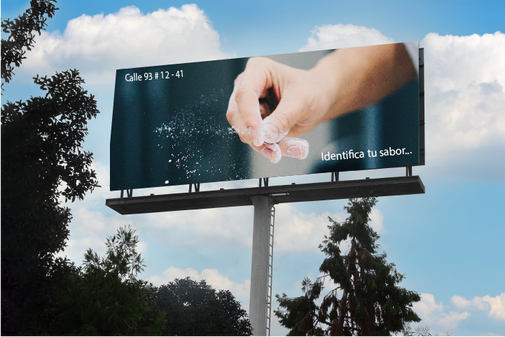 Calle 93 # 12 - 41
Identifica tu sabor...